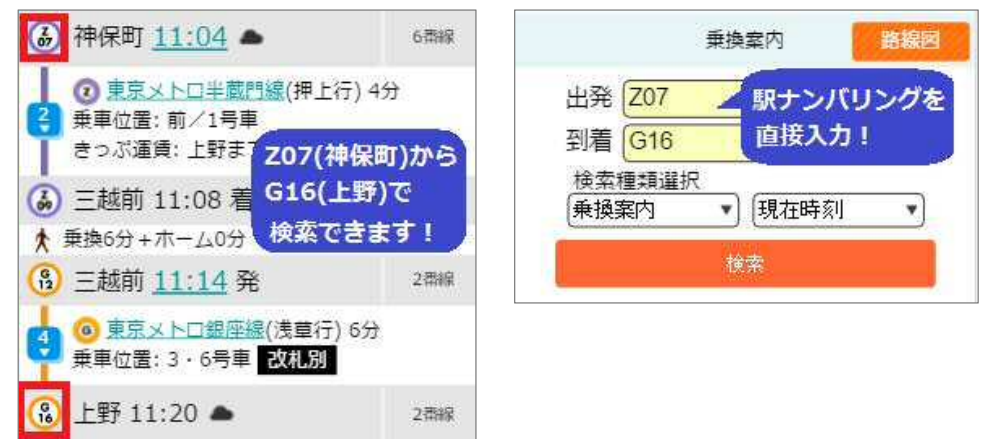 Z
07
神保町 11:04
6番線
Z 東京メトロ半蔵門線(押上行) 4分
2
乗車位置: 前/1号車
きっぷ運賃: 上野ま
Z07(神保町)から
G16(上野)で
検索できます!
Z
09
三越前 11:08 着
乗換6分+ホーム0分
G
12
三越前 11:14 発
2番線
G 東京メトロ銀座線(浅草行) 6分
4
乗車位置: 3・6号車 改札別
G
16
上野 11:20
2番線
乗換案内
路線図
出発 Z07
到着 G16
駅ナンバリングを
直接入力!
検索種類選択
乗換案内 ▼ 現在時刻 ▼
検索